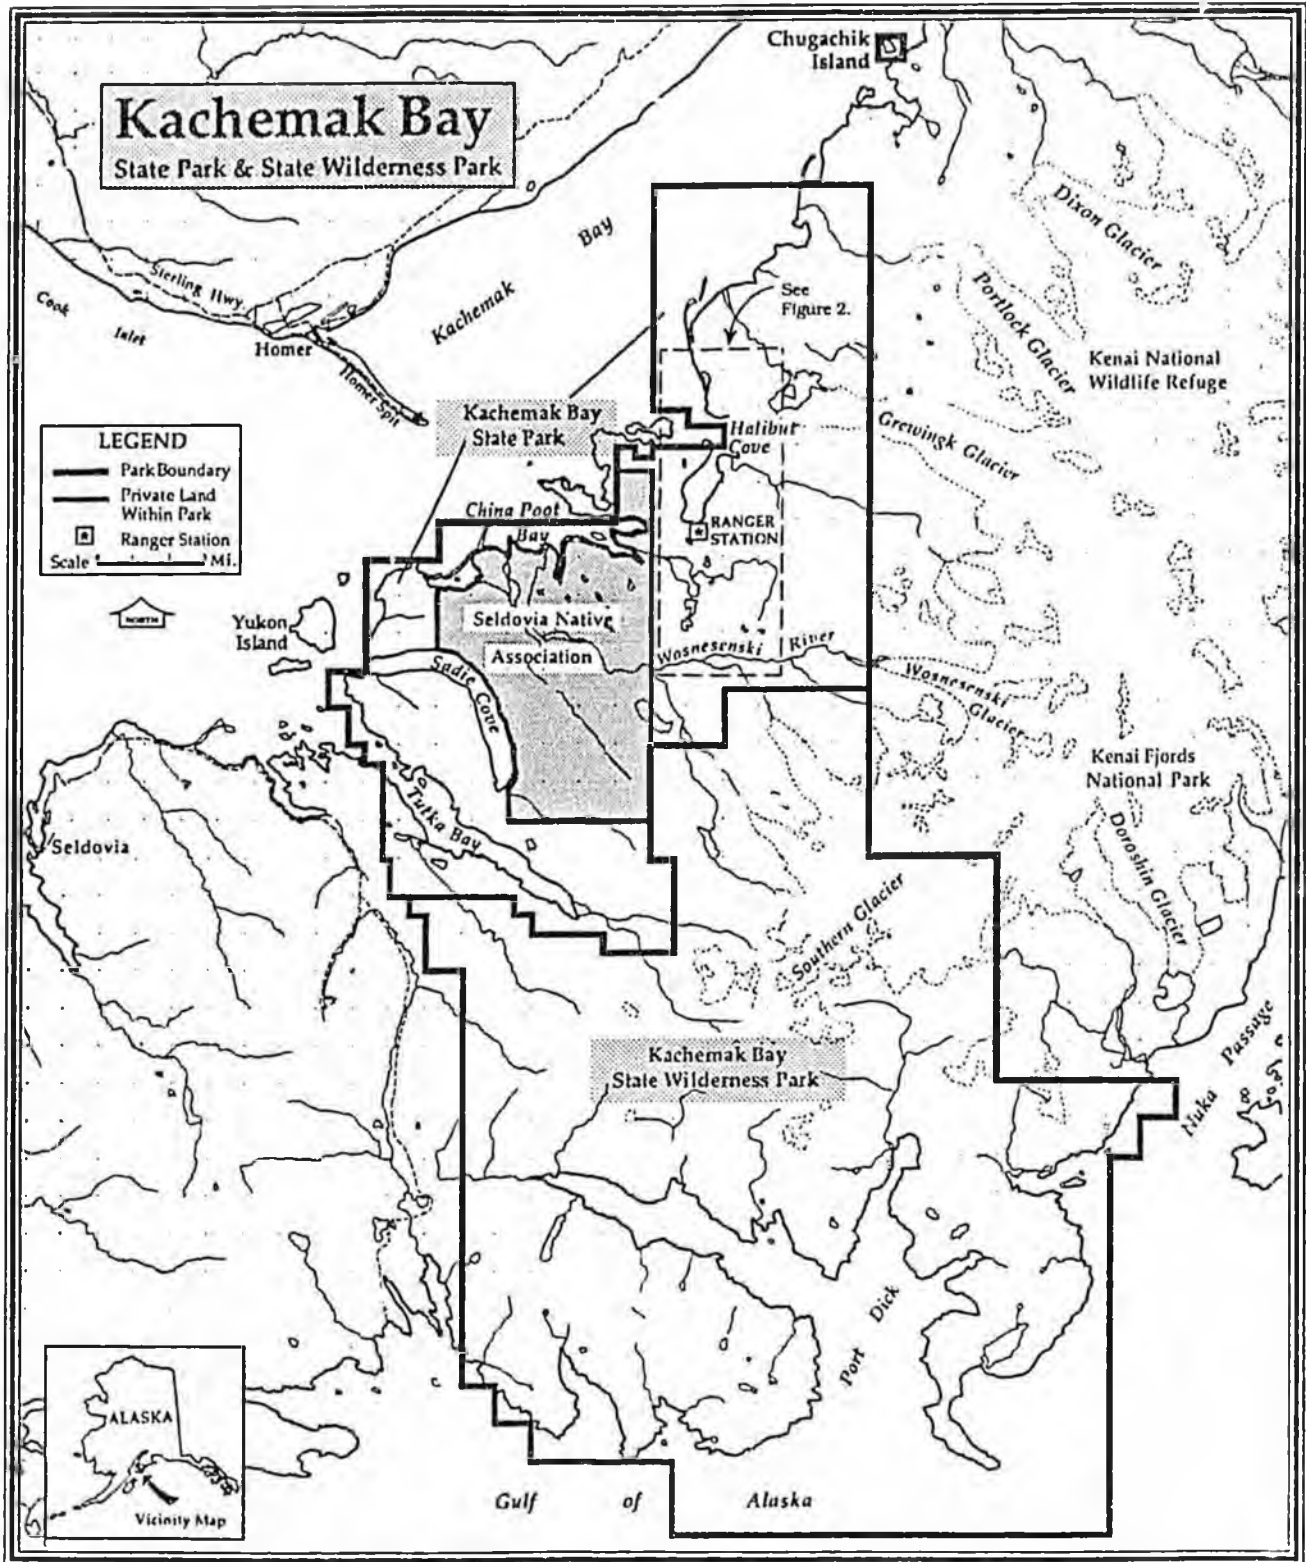 Kachemak Bay
State Park & State Wilderness Park
Chugachik
Island
Dixon Glacier
Portlock Glacier
Kenai National
Wildlife Refuge
Grewingk Glacier
Bay
Kachemak
Sterling Hwy.
Cook
Inlet
Homer
Homer Spit
See
Figure 2.
Kachemak Bay
State Park
Halibut
Cove
LEGEND
Park Boundary
Private Land
Within Park
Ranger Station
Scale Mi.
NORTH
China Poot
Bay
RANGER
STATION
Yukon
Island
Seldovia Native
Association
Wosnesenski River
Wosnesenski
Glacier
Sadie Cove
Kenai Fjords
National Park
Tutka Bay
Seldovia
Doroshin Glacier
Southern Glacier
Kachemak Bay
State Wilderness Park
Nuka Passage
Port Dick
ALASKA
Vicinity Map
Gulf of Alaska